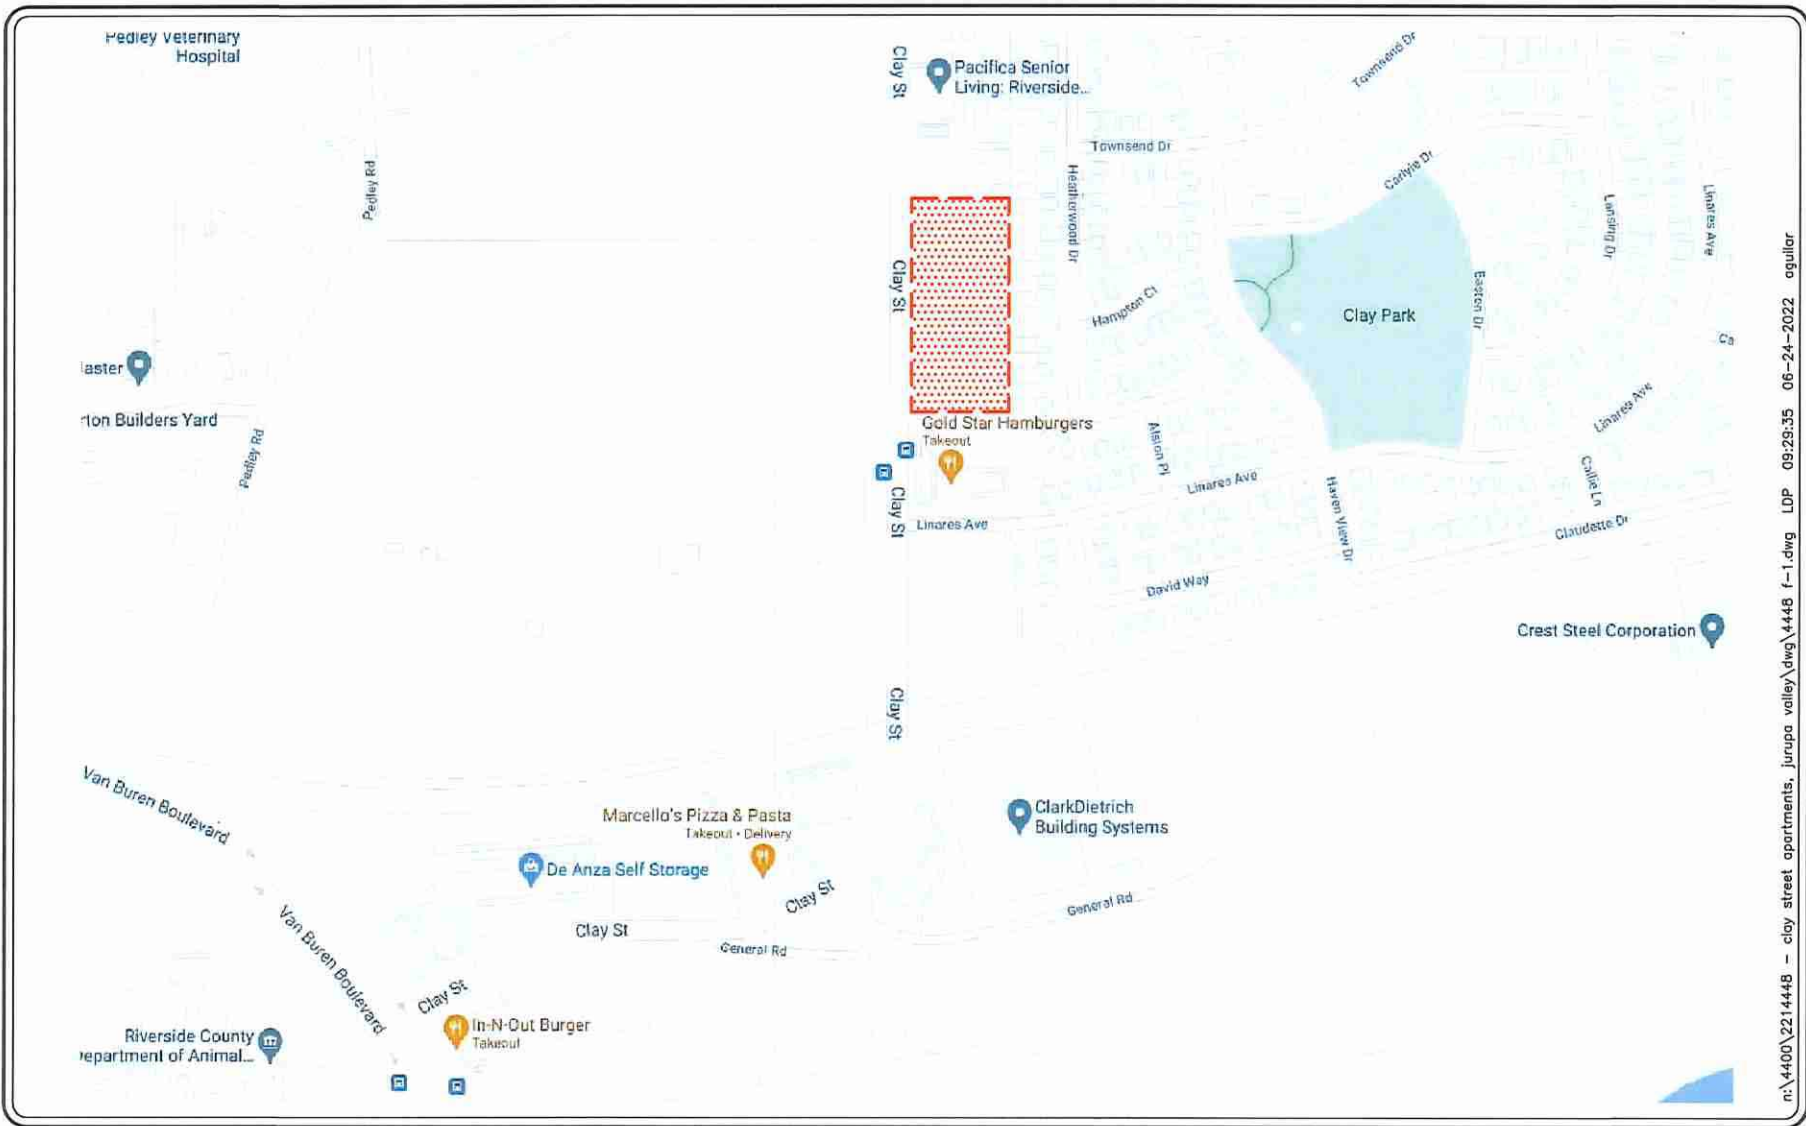 Pedley Veterinary
Hospital
Clay St
Pacifica Senior
Living: Riverside...
Townsend Dr
Townsend Dr
Pedley Rd
Heatherwood Dr
Carlyle Dr
Lansing Dr
Linares Ave
Clay St
Hampton Ct
Clay Park
Easton Dr
Ca
laster
rton Builders Yard
Pedley Rd
Gold Star Hamburgers
Takeout
Linares Ave
Linares Ave
Callie Ln
Haven View Dr
Clay St
Linares Ave
Claudette Dr
David Way
Crest Steel Corporation
Clay St
Van Buren Boulevard
Marcello's Pizza & Pasta
Takeout • Delivery
ClarkDietrich
Building Systems
De Anza Self Storage
Clay St
General Rd
Clay St
General Rd
Van Buren Boulevard
Clay St
In-N-Out Burger
Takeout
Riverside County
epartment of Animal...
n:\4400\2214448 - clay street apartments, jurupa valley\dwg\4448 f-1.dwg LDP 09:29:35 06-24-2022 aguilar